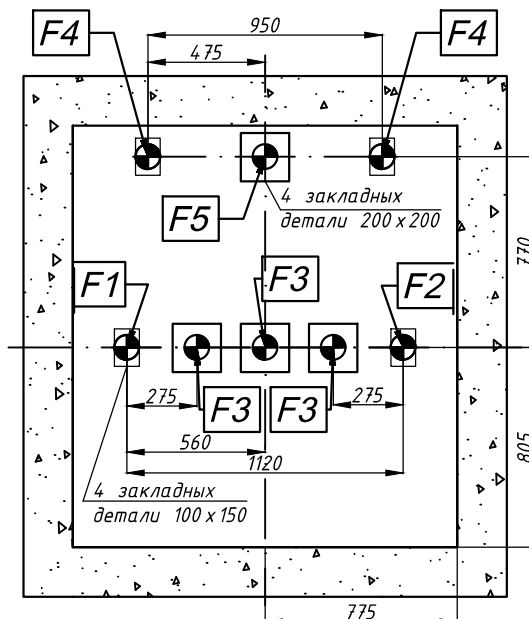 F4
950
F4
475
F5
4 закладных
детали 200 x 200
770
F1
F3
F2
275
F3
F3
275
560
1120
805
4 закладных
детали 100 x 150
775